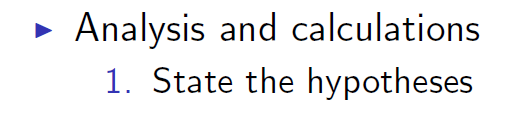 ▶ Analysis and calculations
1. State the hypotheses